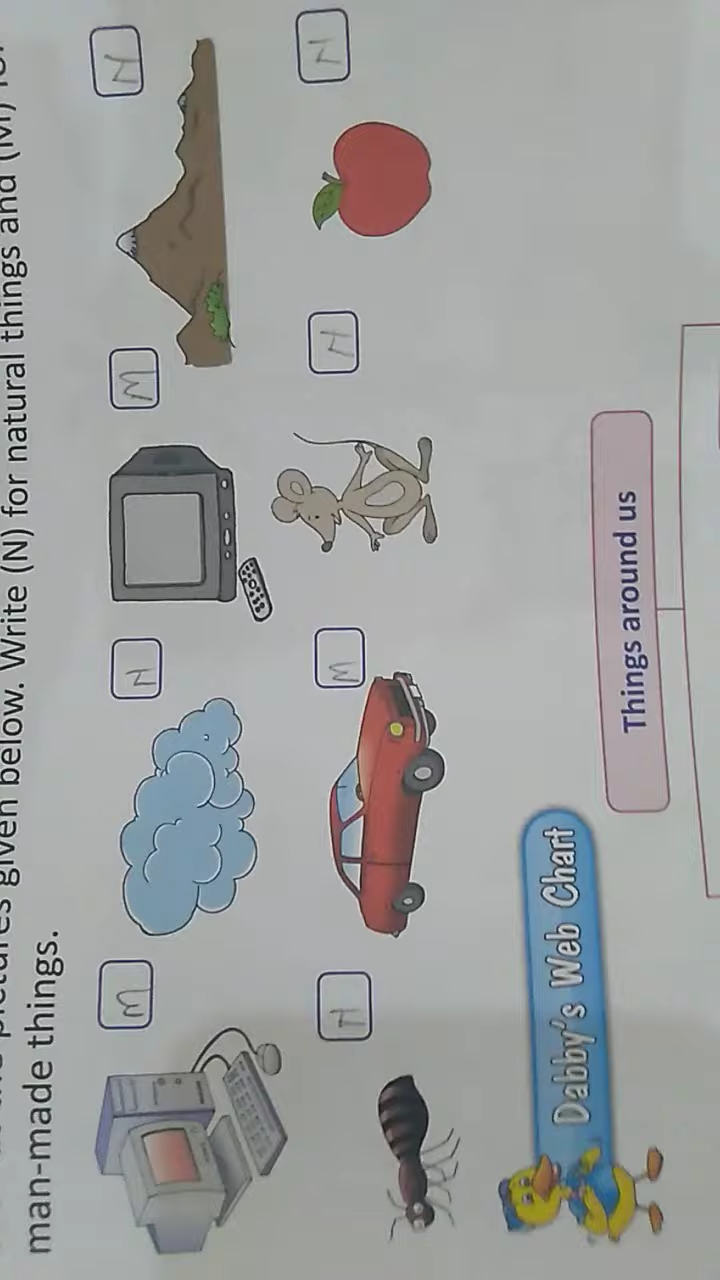 pictures given below. Write (N) for natural things and (M) for
man-made things.
M N M N
N M N N
Dabby's Web Chart
Things around us